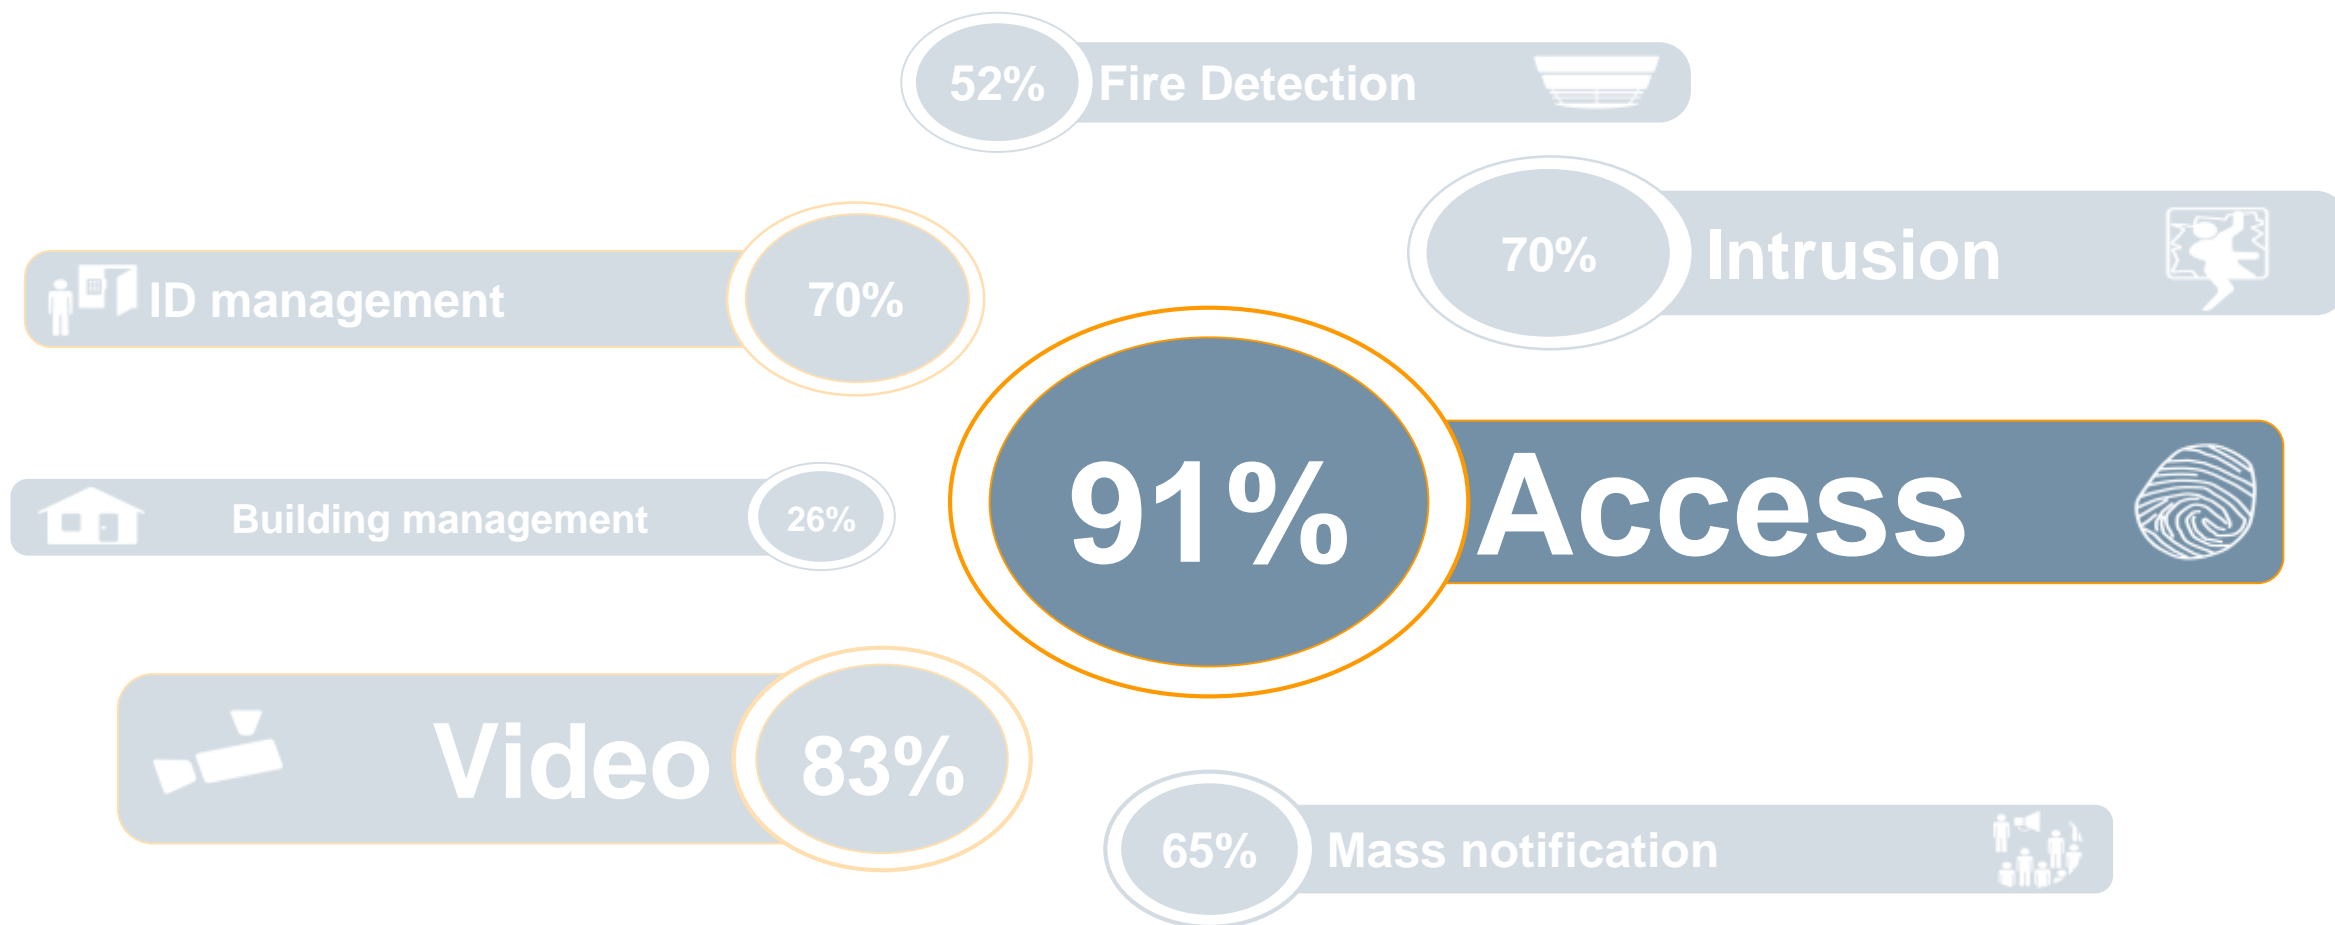 52% Fire Detection
70% Intrusion
ID management 70%
91% Access
Building management 26%
Video 83%
65% Mass notification